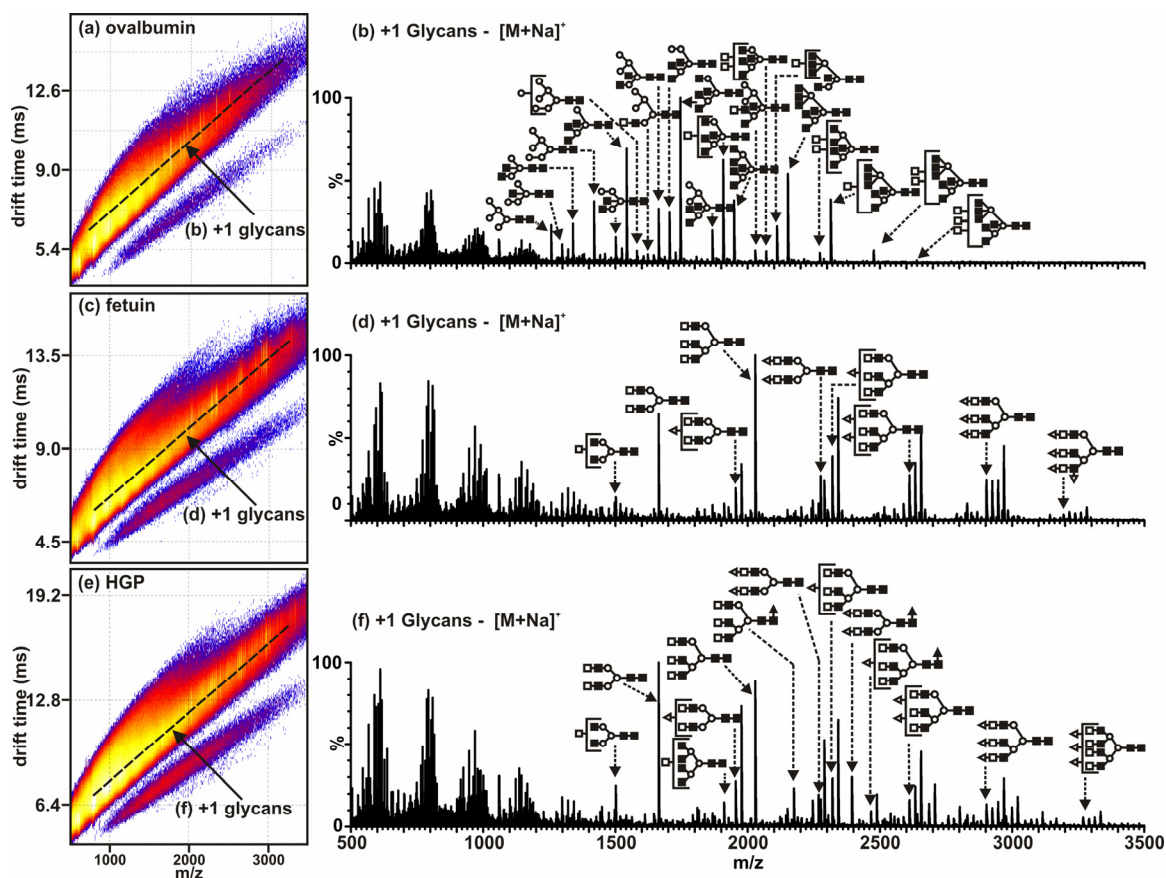 (a) ovalbumin
12.6
9.0
5.4
drift time (ms)
(b) +1 glycans
(b) +1 Glycans - [M+Na]+
100
%
0
(c) fetuin
13.5
9.0
4.5
drift time (ms)
(d) +1 glycans
(d) +1 Glycans - [M+Na]+
100
%
0
(e) HGP
19.2
12.8
6.4
drift time (ms)
(f) +1 glycans
1000 2000 3000
m/z
(f) +1 Glycans - [M+Na]+
100
%
0
500 1000 1500 2000 2500 3000 3500
m/z